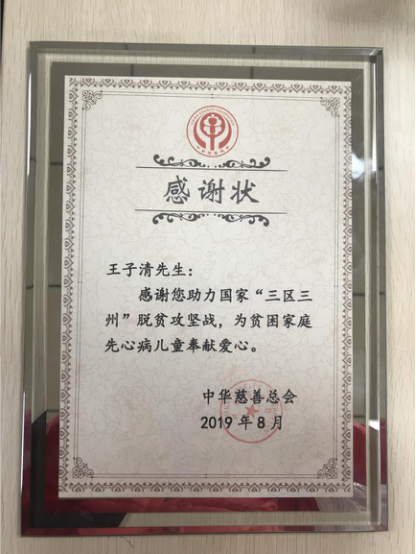 感谢状
王子清先生：
感谢您助力国家“三区三
州”脱贫攻坚战，为贫困家庭
先心病儿童奉献爱心。
中华慈善总会
2019 年 8 月